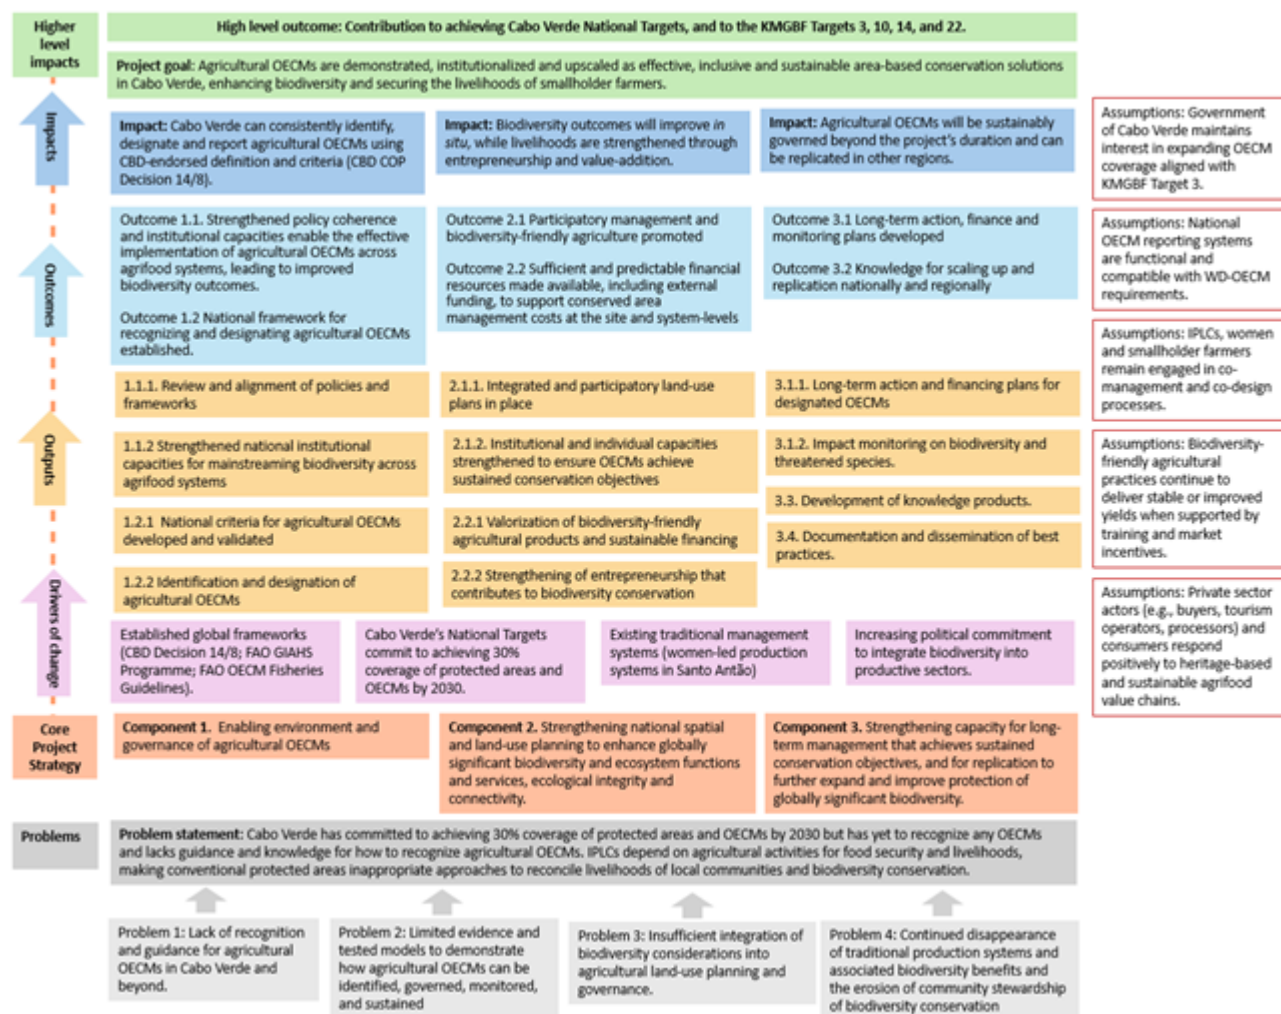 Higher
level
impacts
High level outcome: Contribution to achieving Cabo Verde National Targets, and to the KMGBF Targets 3, 10, 14, and 22.
Project goal: Agricultural OECMs are demonstrated, institutionalized and upscaled as effective, inclusive and sustainable area-based conservation solutions
in Cabo Verde, enhancing biodiversity and securing the livelihoods of smallholder farmers.
Impacts
Impact: Cabo Verde can consistently identify,
designate and report agricultural OECMs using
CBD-endorsed definition and criteria (CBD COP
Decision 14/8).
Impact: Biodiversity outcomes will improve in
situ, while livelihoods are strengthened through
entrepreneurship and value-addition.
Impact: Agricultural OECMs will be sustainably
governed beyond the project's duration and can
be replicated in other regions.
Outcomes
Outcome 1.1. Strengthened policy coherence
and institutional capacities enable the effective
implementation of agricultural OECMs across
agrifood systems, leading to improved
biodiversity outcomes.
Outcome 1.2 National framework for
recognizing and designating agricultural OECMs
established.
Outcome 2.1 Participatory management and
biodiversity-friendly agriculture promoted
Outcome 2.2 Sufficient and predictable financial
resources made available, including external
funding, to support conserved area
management costs at the site and system-levels
Outcome 3.1 Long-term action, finance and
monitoring plans developed
Outcome 3.2 Knowledge for scaling up and
replication nationally and regionally
Outputs
1.1.1. Review and alignment of policies and
frameworks
1.1.2 Strengthened national institutional
capacities for mainstreaming biodiversity across
agrifood systems
1.2.1 National criteria for agricultural OECMs
developed and validated
1.2.2 Identification and designation of
agricultural OECMs
2.1.1. Integrated and participatory land-use
plans in place
2.1.2. Institutional and individual capacities
strengthened to ensure OECMs achieve
sustained conservation objectives
2.2.1 Valorization of biodiversity-friendly
agricultural products and sustainable financing
2.2.2 Strengthening of entrepreneurship that
contributes to biodiversity conservation
3.1.1. Long-term action and financing plans for
designated OECMs
3.1.2. Impact monitoring on biodiversity and
threatened species.
3.3. Development of knowledge products.
3.4. Documentation and dissemination of best
practices.
Drivers of change
Established global frameworks
(CBD Decision 14/8; FAO GIAHS
Programme; FAO OECM Fisheries
Guidelines).
Cabo Verde's National Targets
commit to achieving 30%
coverage of protected areas and
OECMs by 2030.
Existing traditional management
systems (women-led production
systems in Santo Antão)
Increasing political commitment
to integrate biodiversity into
productive sectors.
Core
Project
Strategy
Component 1. Enabling environment and
governance of agricultural OECMs
Component 2. Strengthening national spatial
and land-use planning to enhance globally
significant biodiversity and ecosystem functions
and services, ecological integrity and
connectivity.
Component 3. Strengthening capacity for long-
term management that achieves sustained
conservation objectives, and for replication to
further expand and improve protection of
globally significant biodiversity.
Problems
Problem statement: Cabo Verde has committed to achieving 30% coverage of protected areas and OECMs by 2030 but has yet to recognize any OECMs
and lacks guidance and knowledge for how to recognize agricultural OECMs. IPLCs depend on agricultural activities for food security and livelihoods,
making conventional protected areas inappropriate approaches to reconcile livelihoods of local communities and biodiversity conservation.
Problem 1: Lack of recognition
and guidance for agricultural
OECMs in Cabo Verde and
beyond.
Problem 2: Limited evidence and
tested models to demonstrate
how agricultural OECMs can be
identified, governed, monitored,
and sustained
Problem 3: Insufficient integration of
biodiversity considerations into
agricultural land-use planning and
governance.
Problem 4: Continued disappearance
of traditional production systems and
associated biodiversity benefits and
the erosion of community stewardship
of biodiversity conservation
Assumptions: Government
of Cabo Verde maintains
interest in expanding OECM
coverage aligned with
KMGBF Target 3.
Assumptions: National
OECM reporting systems
are functional and
compatible with WD-OECM
requirements.
Assumptions: IPLCs, women
and smallholder farmers
remain engaged in co-
management and co-design
processes.
Assumptions: Biodiversity-
friendly agricultural
practices continue to
deliver stable or improved
yields when supported by
training and market
incentives.
Assumptions: Private sector
actors (e.g., buyers, tourism
operators, processors) and
consumers respond
positively to heritage-based
and sustainable agrifood
value chains.